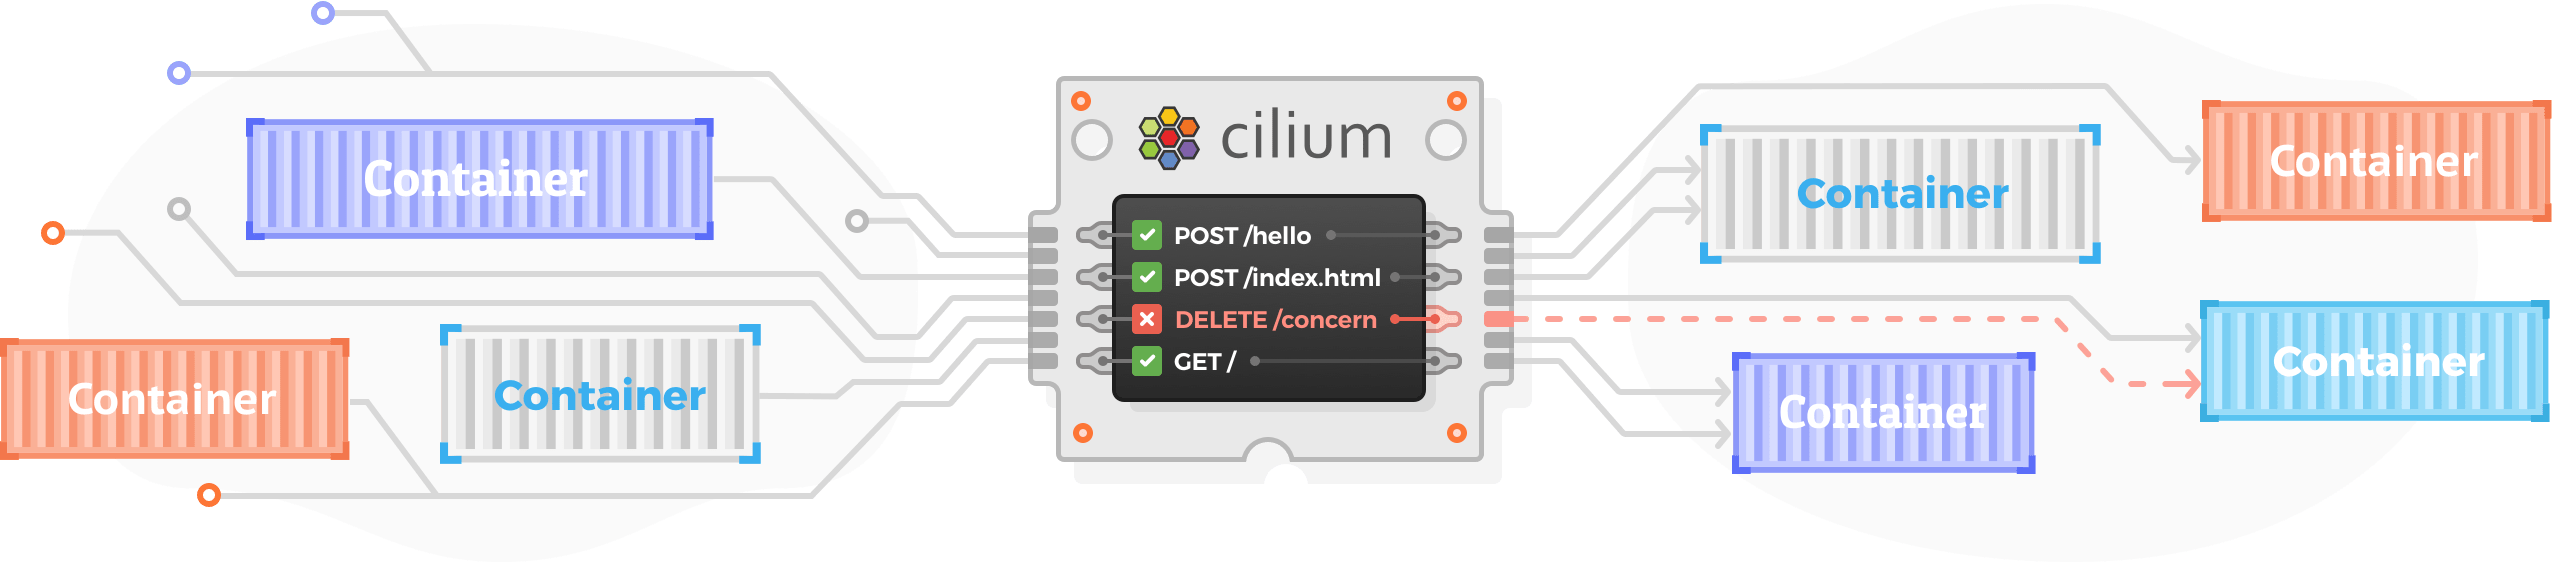 Container
Container
Container
cilium
POST /hello
POST /index.html
DELETE /concern
GET /
Container
Container
Container
Container